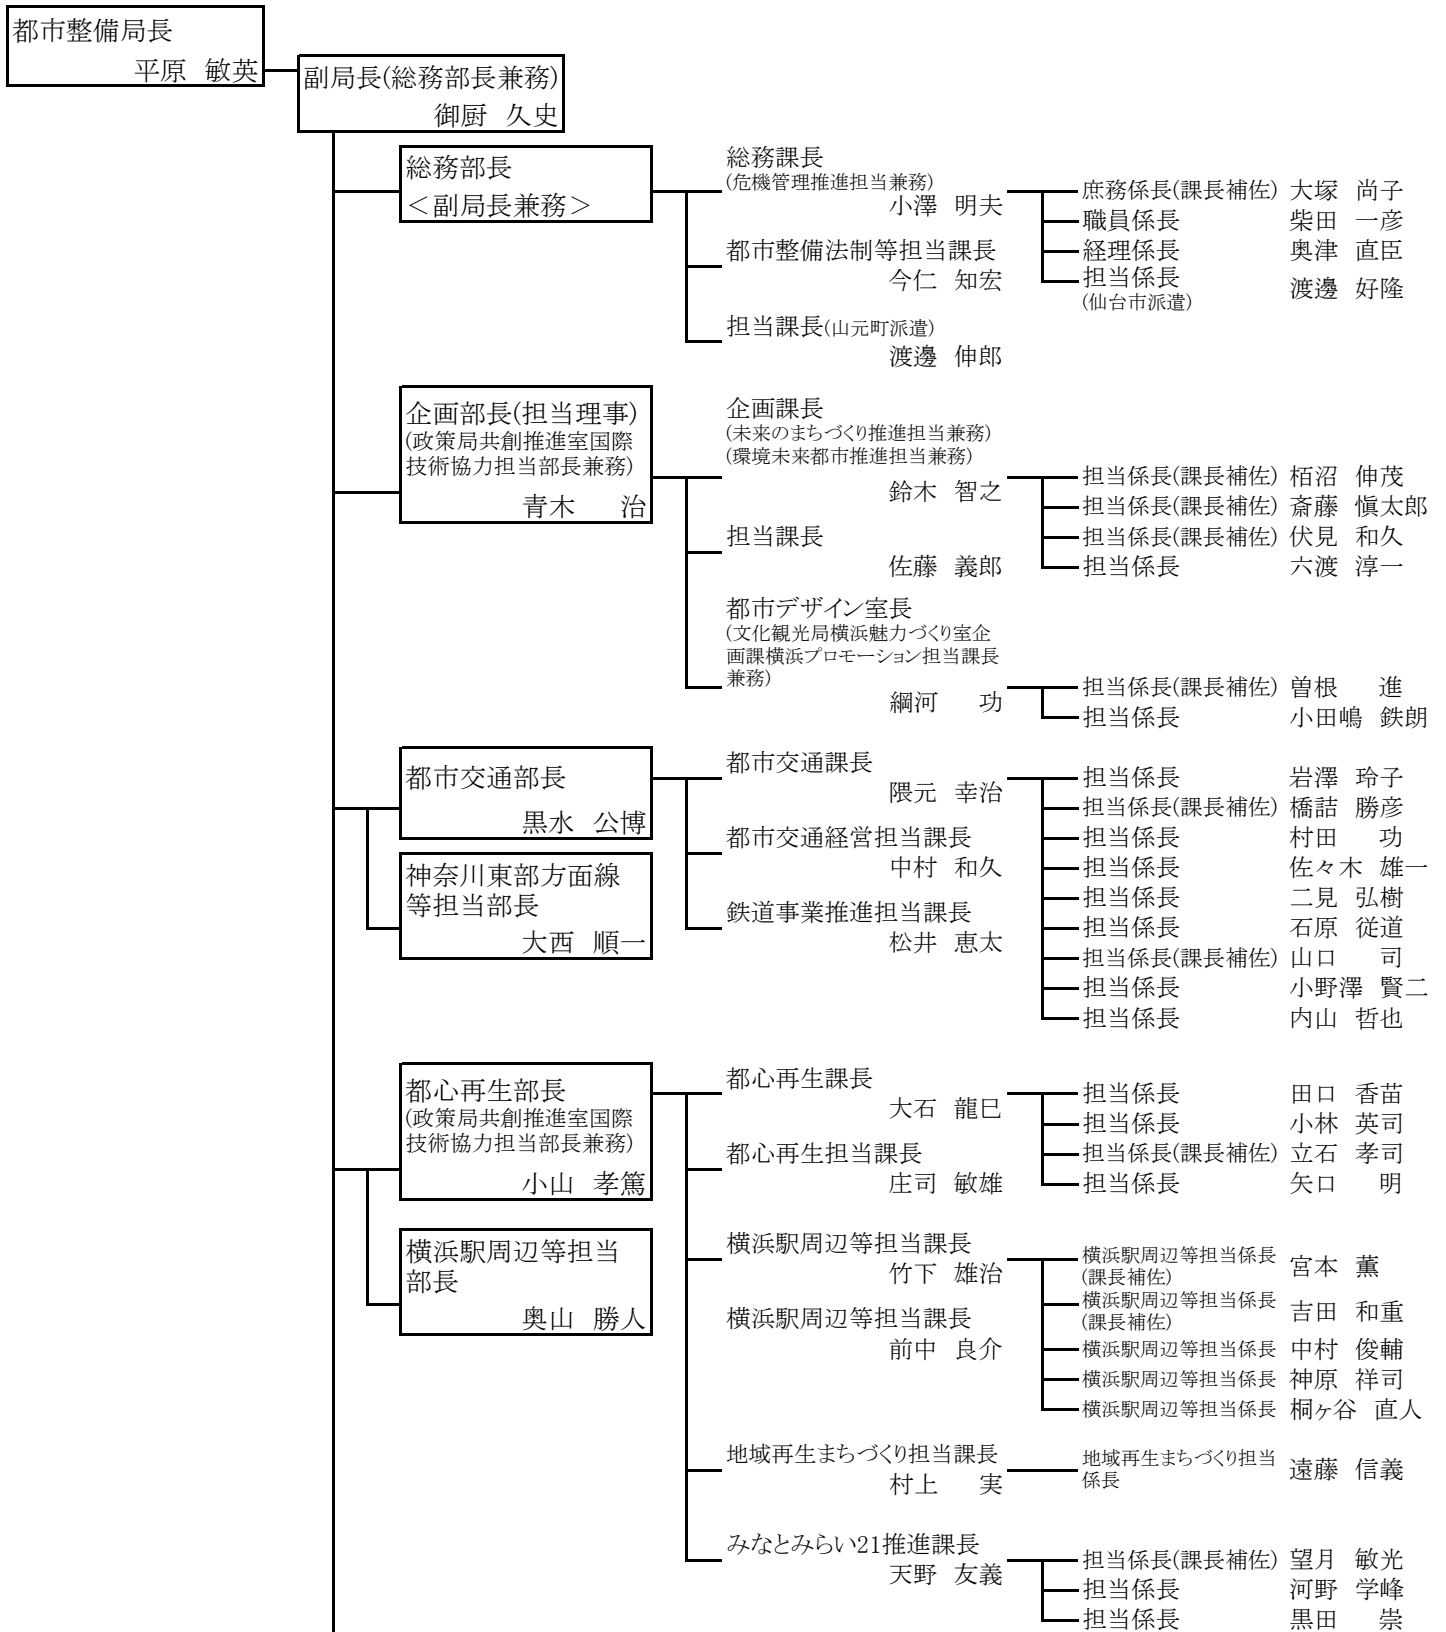 都市整備局長
平原 敏英
副局長(総務部長兼務)
御厨 久史
総務部長
＜副局長兼務＞
総務課長
(危機管理推進担当兼務)
小澤 明夫
都市整備法制等担当課長
今仁 知宏
担当課長(山元町派遣)
渡邊 伸郎
庶務係長(課長補佐) 大塚 尚子
職員係長 柴田 一彦
経理係長 奥津 直臣
担当係長
(仙台市派遣)
渡邊 好隆
企画部長(担当理事)
(政策局共創推進室国際
技術協力担当部長兼務)
青木 治
企画課長
(未来のまちづくり推進担当兼務)
(環境未来都市推進担当兼務)
鈴木 智之
担当課長
佐藤 義郎
都市デザイン室長
(文化観光局横浜魅力づくり室企
画課横浜プロモーション担当課長
兼務)
綱河 功
担当係長(課長補佐) 栢沼 伸茂
担当係長(課長補佐) 斎藤 愼太郎
担当係長(課長補佐) 伏見 和久
担当係長 六渡 淳一
担当係長(課長補佐) 曽根 進
担当係長 小田嶋 鉄朗
都市交通部長
黒水 公博
神奈川東部方面線
等担当部長
大西 順一
都市交通課長
隈元 幸治
都市交通経営担当課長
中村 和久
鉄道事業推進担当課長
松井 恵太
担当係長 岩澤 玲子
担当係長(課長補佐) 橋詰 勝彦
担当係長 村田 功
担当係長 佐々木 雄一
担当係長 二見 弘樹
担当係長 石原 従道
担当係長(課長補佐) 山口 司
担当係長 小野澤 賢二
担当係長 内山 哲也
都心再生部長
(政策局共創推進室国際
技術協力担当部長兼務)
小山 孝篤
横浜駅周辺等担当
部長
奥山 勝人
都心再生課長
大石 龍巳
都心再生担当課長
庄司 敏雄
横浜駅周辺等担当課長
竹下 雄治
横浜駅周辺等担当課長
前中 良介
地域再生まちづくり担当課長
村上 実
みなとみらい21推進課長
天野 友義
担当係長 田口 香苗
担当係長 小林 英司
担当係長(課長補佐) 立石 孝司
担当係長 矢口 明
横浜駅周辺等担当係長
(課長補佐)
宮本 薫
横浜駅周辺等担当係長
(課長補佐)
吉田 和重
横浜駅周辺等担当係長 中村 俊輔
横浜駅周辺等担当係長 神原 祥司
横浜駅周辺等担当係長 桐ヶ谷 直人
地域再生まちづくり担当
係長
遠藤 信義
担当係長(課長補佐) 望月 敏光
担当係長 河野 学峰
担当係長 黒田 崇